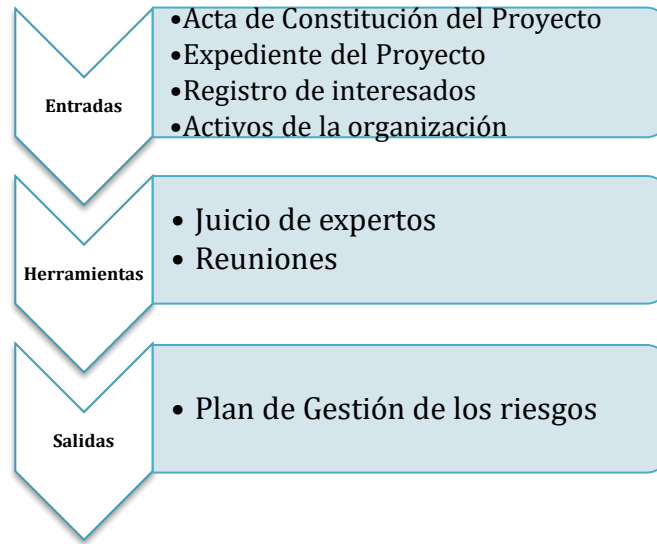 Entradas
•Acta de Constitución del Proyecto
•Expediente del Proyecto
•Registro de interesados
•Activos de la organización
Herramientas
• Juicio de expertos
• Reuniones
Salidas
• Plan de Gestión de los riesgos